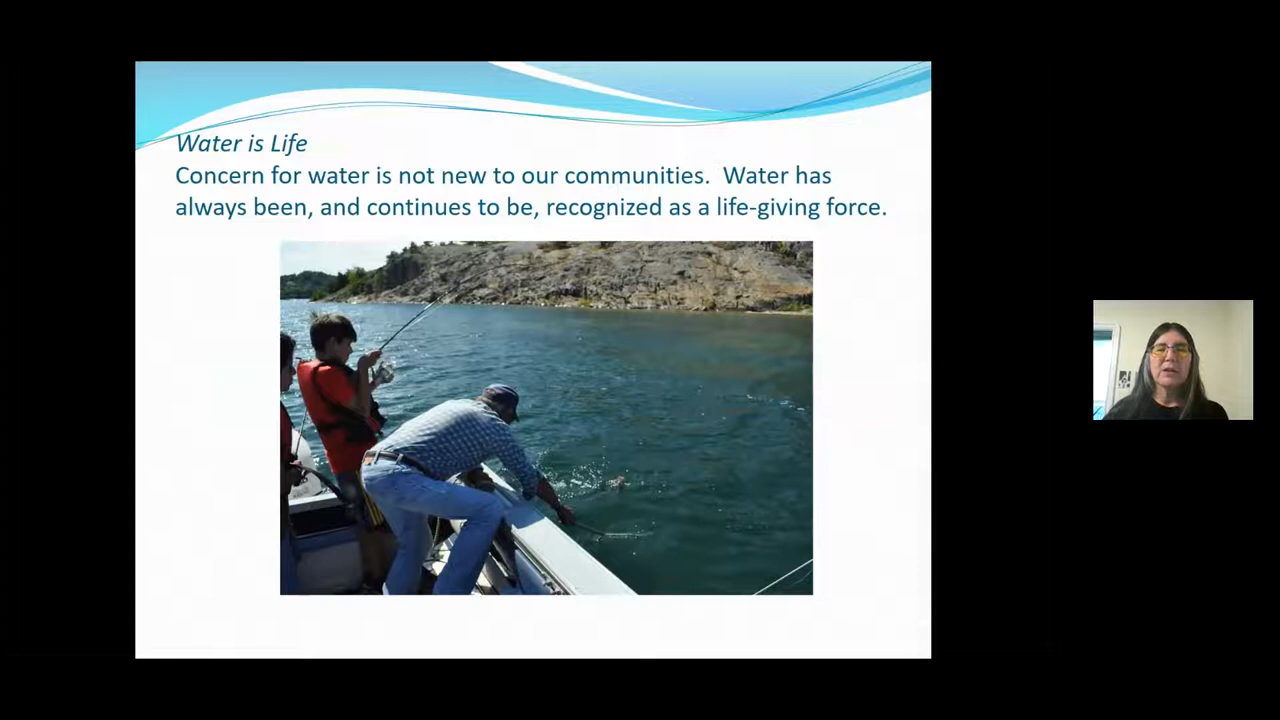 Water is Life
Concern for water is not new to our communities.  Water has
always been, and continues to be, recognized as a life-giving force.